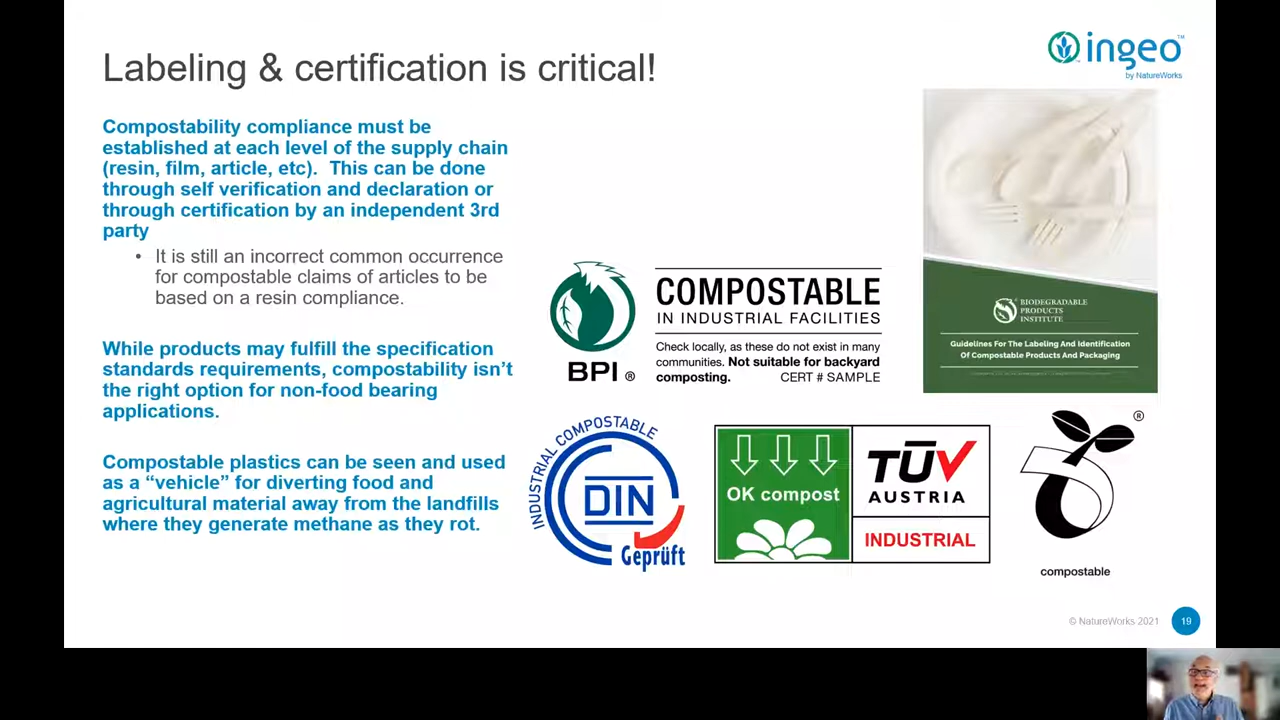 Labeling & certification is critical!
ingeo™
by NatureWorks
Compostability compliance must be
established at each level of the supply chain
(resin, film, article, etc).  This can be done
through self verification and declaration or
through certification by an independent 3rd
party
• It is still an incorrect common occurrence
for compostable claims of articles to be
based on a resin compliance.
While products may fulfill the specification
standards requirements, compostability isn't
the right option for non-food bearing
applications.
Compostable plastics can be seen and used
as a “vehicle” for diverting food and
agricultural material away from the landfills
where they generate methane as they rot.
BPI ®
COMPOSTABLE
IN INDUSTRIAL FACILITIES
Check locally, as these do not exist in many
communities. Not suitable for backyard
composting. CERT # SAMPLE
BIODEGRADABLE
PRODUCTS
INSTITUTE
Guidelines For The Labeling And Identification
Of Compostable Products And Packaging
INDUSTRIAL COMPOSTABLE
DIN
Geprüft
OK compost
TÜV
AUSTRIA
INDUSTRIAL
®
compostable
© NatureWorks 2021
19